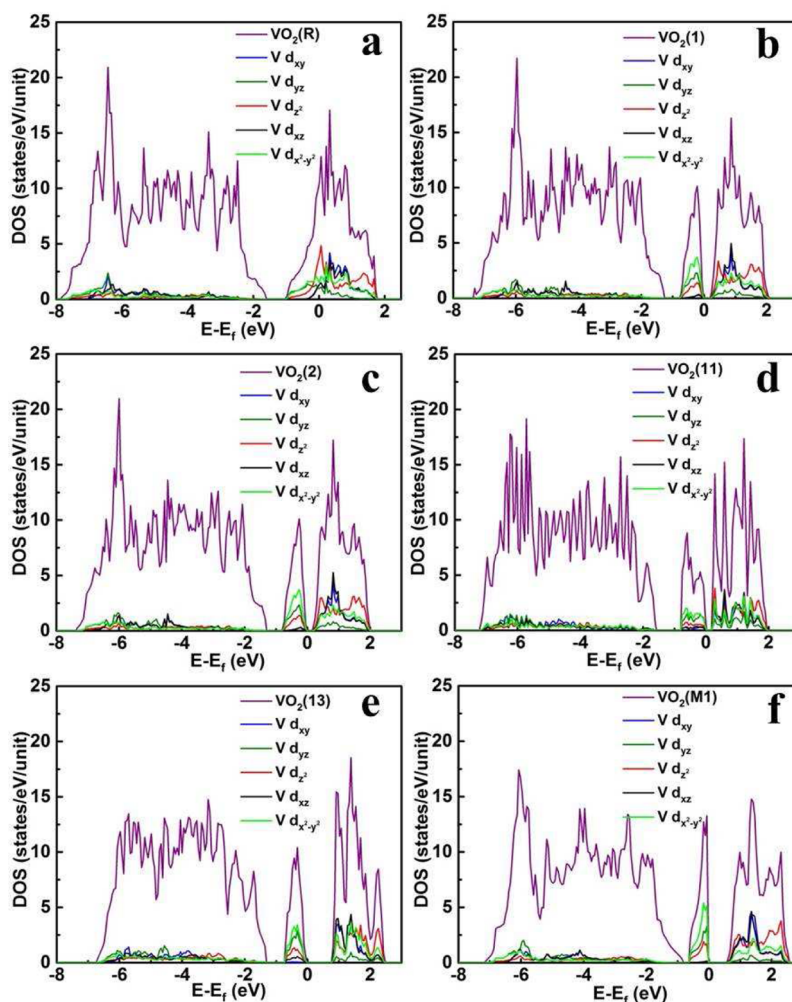 a
VO2(R)
V dxy
V dyz
V dz2
V dxz
V dx2-y2
DOS (states/eV/unit)
25
20
15
10
5
0
-8 -6 -4 -2 0 2
E-Ef (eV)
b
VO2(1)
V dxy
V dyz
V dz2
V dxz
V dx2-y2
DOS (states/eV/unit)
25
20
15
10
5
0
-8 -6 -4 -2 0 2
E-Ef (eV)
c
VO2(2)
V dxy
V dyz
V dz2
V dxz
V dx2-y2
DOS (states/eV/unit)
25
20
15
10
5
0
-8 -6 -4 -2 0 2
E-Ef (eV)
d
VO2(11)
V dxy
V dyz
V dz2
V dxz
V dx2-y2
DOS (states/eV/unit)
25
20
15
10
5
0
-8 -6 -4 -2 0 2
E-Ef (eV)
e
VO2(13)
V dxy
V dyz
V dz2
V dxz
V dx2-y2
DOS (states/eV/unit)
25
20
15
10
5
0
-8 -6 -4 -2 0 2
E-Ef (eV)
f
VO2(M1)
V dxy
V dyz
V dz2
V dxz
V dx2-y2
DOS (states/eV/unit)
25
20
15
10
5
0
-8 -6 -4 -2 0 2
E-Ef (eV)